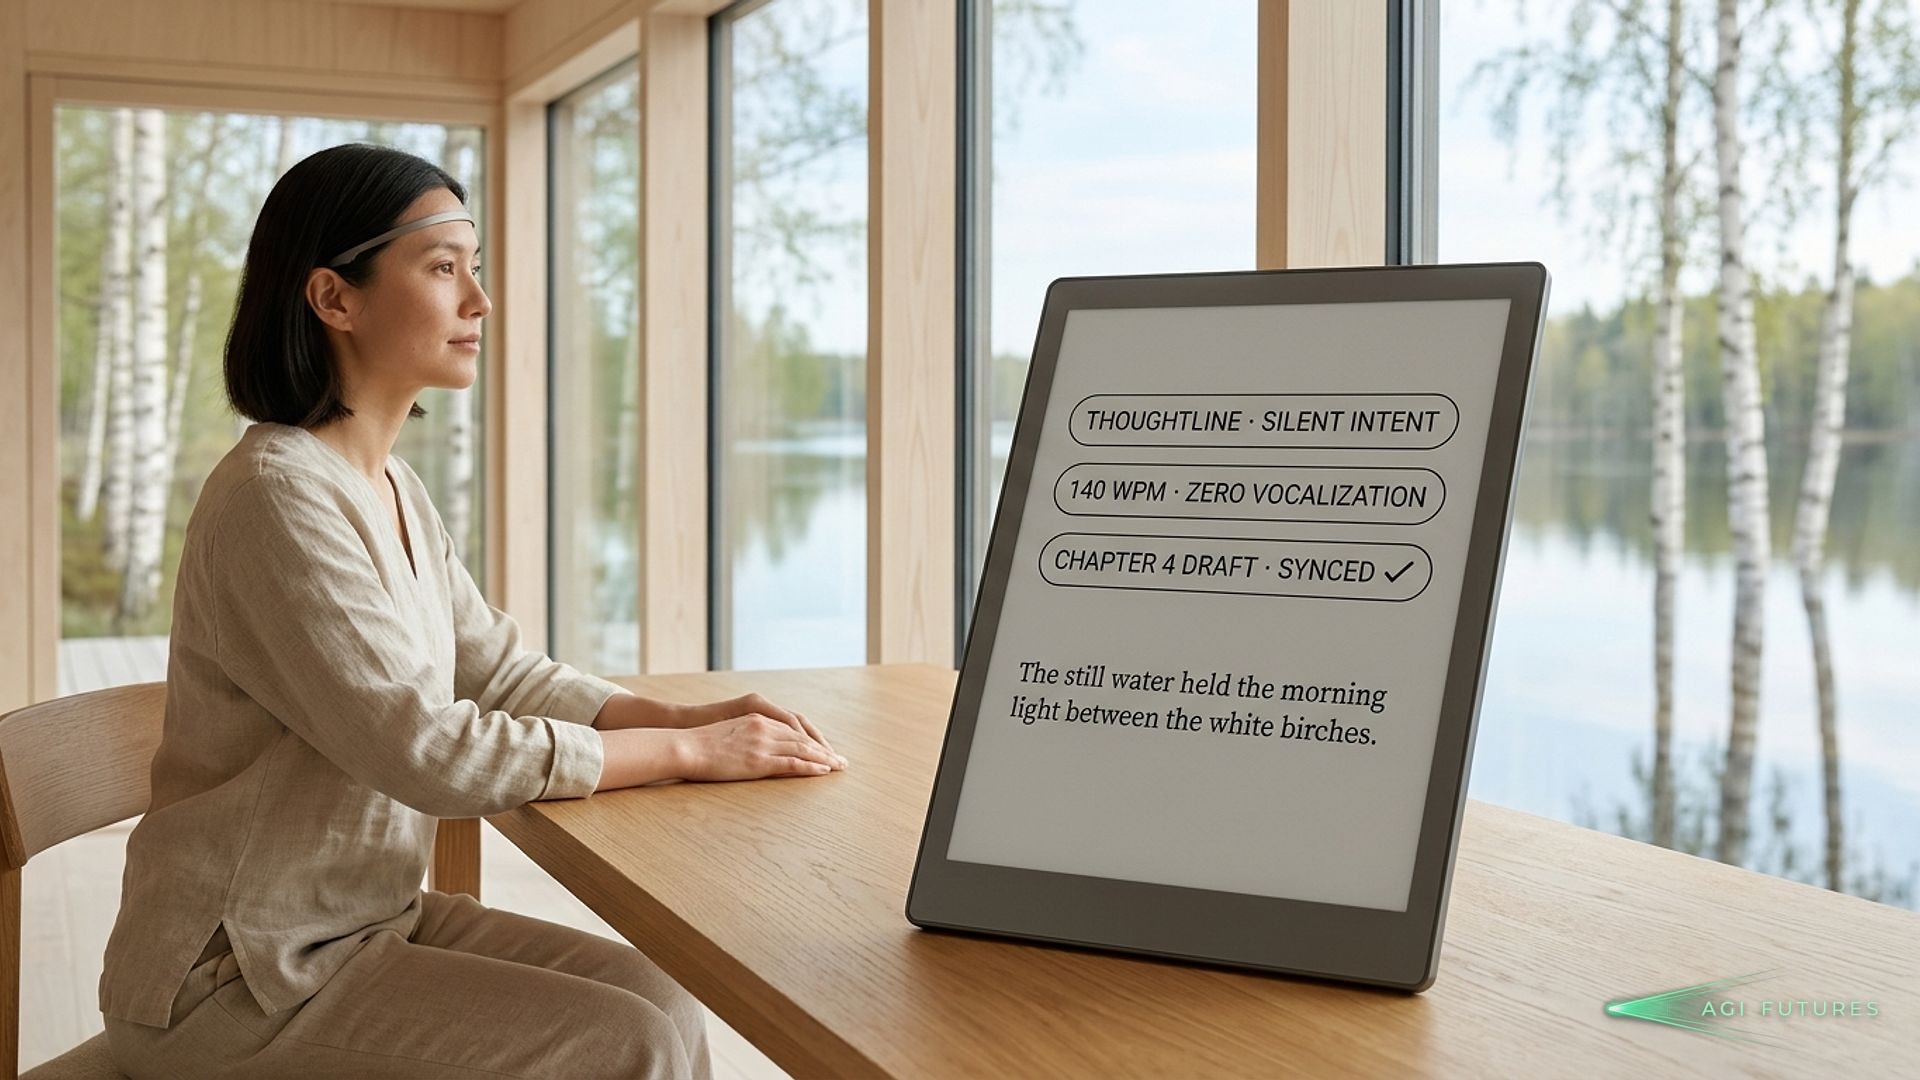 THOUGHTLINE · SILENT INTENT
140 WPM · ZERO VOCALIZATION
CHAPTER 4 DRAFT · SYNCED ✓
The still water held the morning
light between the white birches.
AGI FUTURES